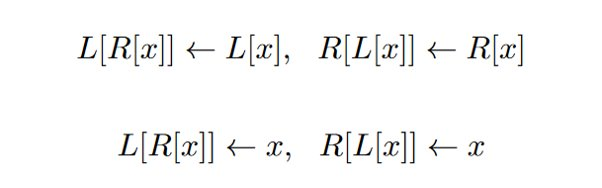 L[R[x]] ← L[x], R[L[x]] ← R[x]
L[R[x]] ← x, R[L[x]] ← x